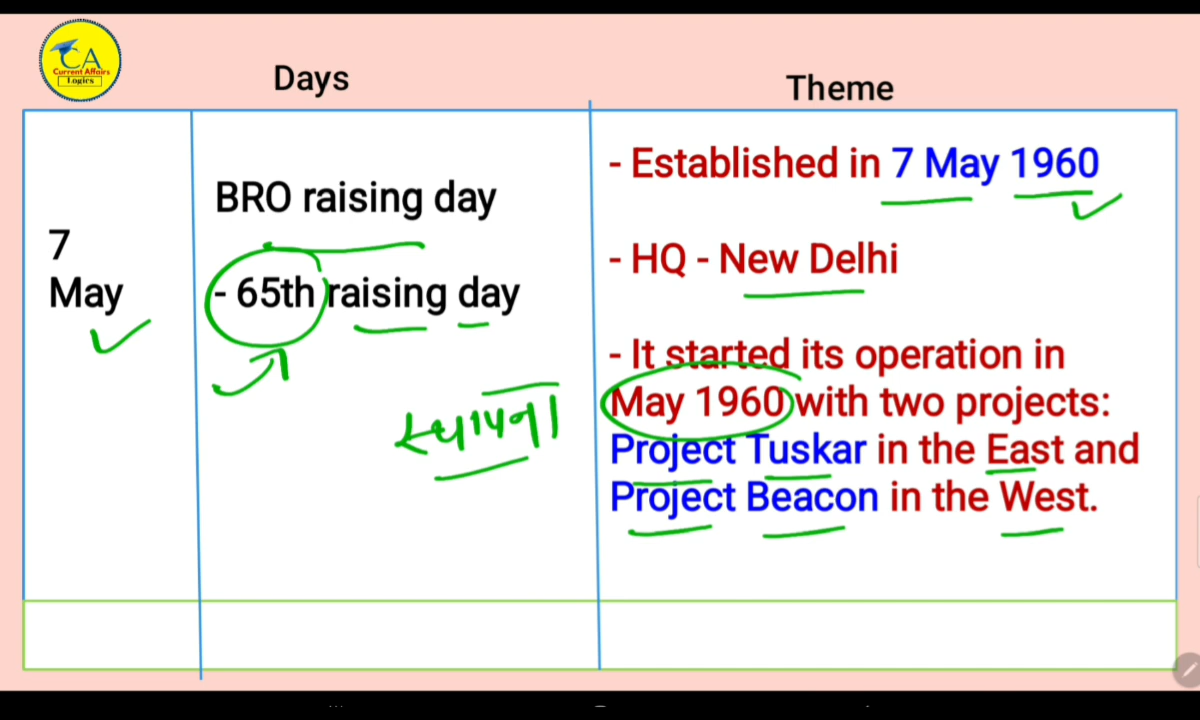 CA
Current Affairs
Logics
Days
Theme
7
May
BRO raising day
- 65th raising day
स्थापना
- Established in 7 May 1960
- HQ - New Delhi
- It started its operation in
May 1960 with two projects:
Project Tuskar in the East and
Project Beacon in the West.